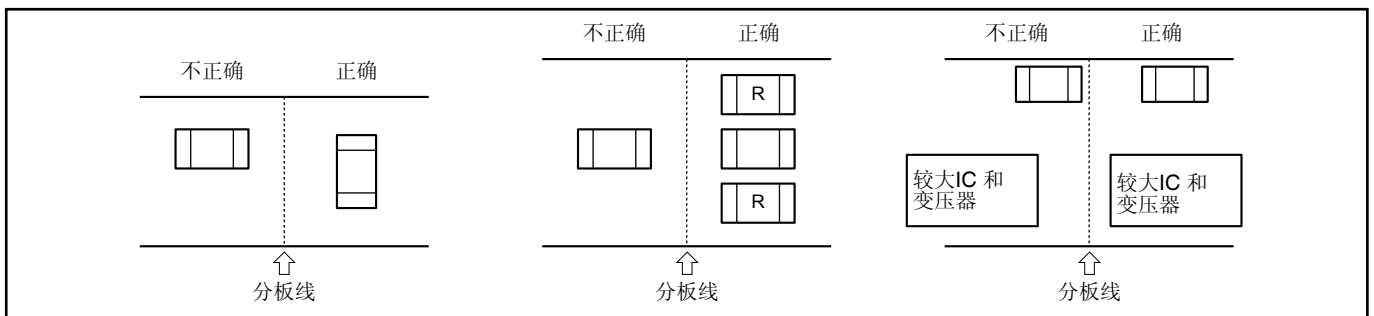 不正确 正确
分板线
不正确 正确
R
R
分板线
不正确 正确
较大IC 和
变压器
较大IC 和
变压器
分板线